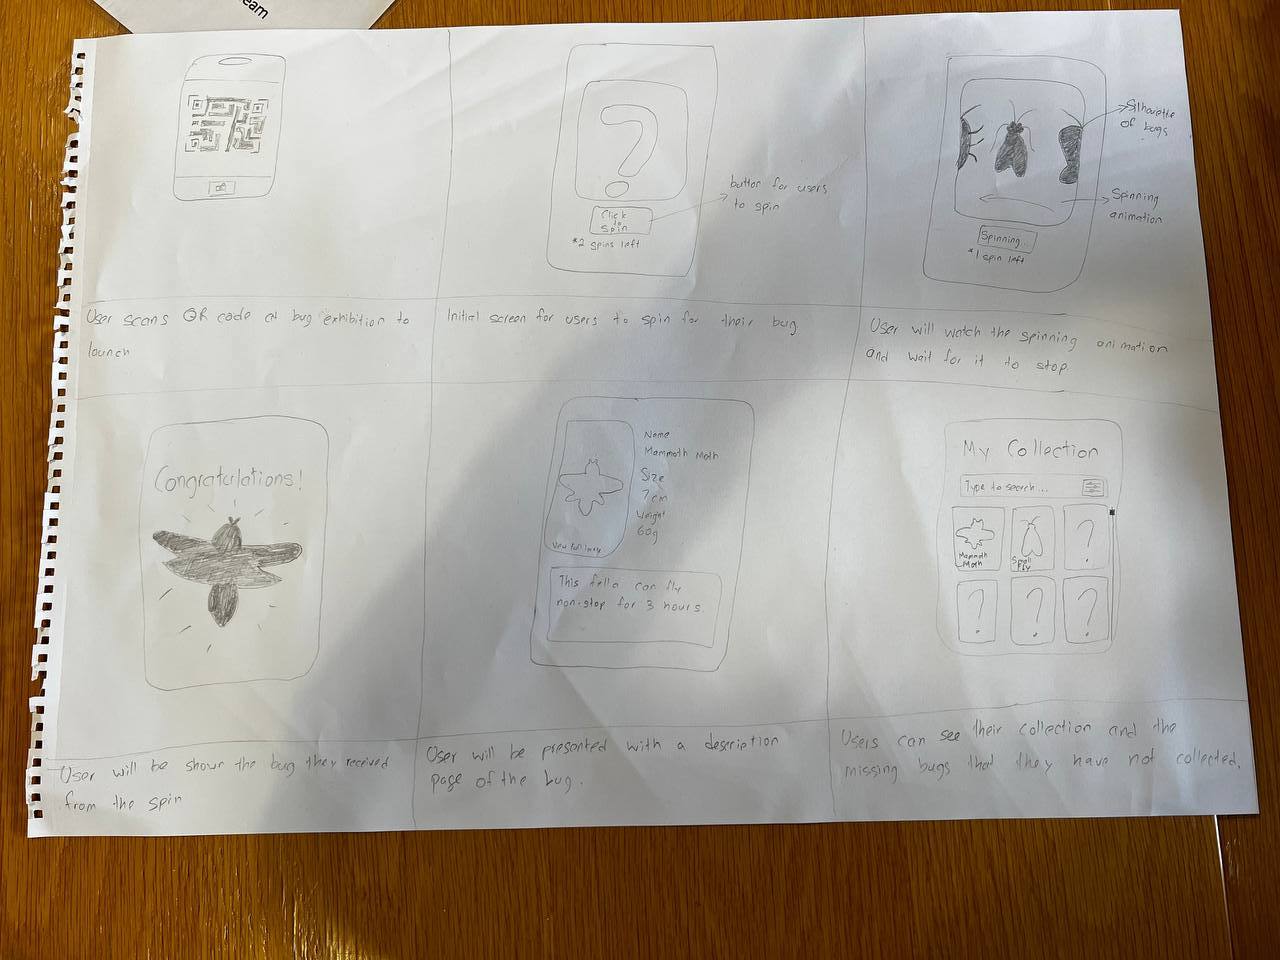 eam
Click
to
Spin
*2 spins left
button for users
to spin
Silhouette
of bugs
Spinning
animation
Spinning...
*1 spin left
User scans QR code at bug exhibition to
launch
Initial screen for users to spin for their bug
User will watch the spinning animation
and wait for it to stop.
Congratulations!
Name
Mammoth Moth
Size
7cm
Weight
60g
View full image
This fella can fly
non-stop for 3 hours.
My Collection
Type to search...
Mammoth
Moth
Small
Fly
User will be shown the bug they received
from the spin
User will be presented with a description
page of the bug.
Users can see their collection and the
missing bugs that they have not collected.